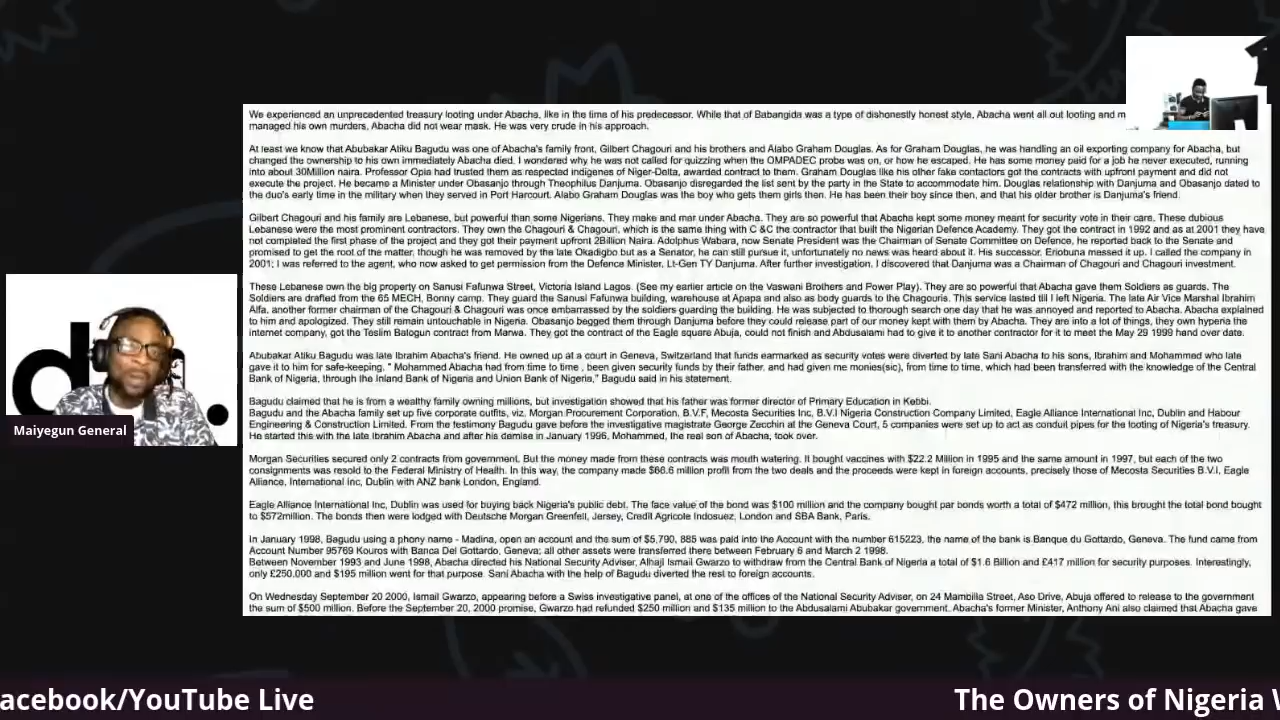 We experienced an unprecedented treasury looting under Abacha, like in the time of his predecessor. While that of Babangida was a type of dishonestly honest style, Abacha went all out looting and m
managed his own murders, Abacha did not wear mask. He was very crude in his approach.
At least we know that Abubakar Atiku Bagudu was one of Abacha's family front, Gilbert Chagouri and his brothers and Alabo Graham Douglas. As for Graham Douglas, he was handling an oil exporting company for Abacha, but
changed the ownership to his own immediately Abacha died. I wondered why he was not called for quizzing when the OMPADEC probe was on, or how he escaped. He has some money paid for a job he never executed, running
into about 30Million naira. Professor Opia had trusted them as respected indigenes of Niger-Delta, awarded contract to them. Graham Douglas like his other fake contactors got the contracts with upfront payment and did not
execute the project. He became a Minister under Obasanjo through Theophilus Danjuma. Obasanjo disregarded the list sent by the party in the State to accommodate him. Douglas relationship with Danjuma and Obasanjo dated to
the duo's early time in the military when they served in Port Harcourt. Alabo Graham Douglas was the boy who gets them girls then. He has been their boy since then, and that his older brother is Danjuma's friend.
Gilbert Chagouri and his family are Lebanese, but powerful than some Nigerians. They make and mar under Abacha. They are so powerful that Abacha kept some money meant for security vote in their care. These dubious
Lebanese were the most prominent contractors. They own the Chagouri & Chagouri, which is the same thing with C &C the contractor that built the Nigerian Defence Academy. They got the contract in 1992 and as at 2001 they have
not completed the first phase of the project and they got their payment upfront 2Billion Naira. Adolphus Wabara, now Senate President was the Chairman of Senate Committee on Defence, he reported back to the Senate and
promised to get the root of the matter, though he was removed by the late Okadigbo but as a Senator, he can still pursue it, unfortunately no news was heard about it. His successor, Eriobuna messed it up. I called the company in
2001; I was referred to the agent, who now asked to get permission from the Defence Minister, Lt-Gen TY Danjuma. After further investigation, I discovered that Danjuma was a Chairman of Chagouri and Chagouri investment.
These Lebanese own the big property on Sanusi Fafunwa Street, Victoria Island Lagos. (See my earlier article on the Vaswani Brothers and Power Play). They are so powerful that Abacha gave them Soldiers as guards. The
Soldiers are drafted from the 65 MECH, Bonny camp. They guard the Sanusi Fafunwa building, warehouse at Apapa and also as body guards to the Chagouris. This service lasted till I left Nigeria. The late Air Vice Marshal Ibrahim
Alfa, another former chairman of the Chagouri & Chagouri was once embarrassed by the soldiers guarding the building. He was subjected to thorough search one day that he was annoyed and reported to Abacha. Abacha explained
to him and apologized. They still remain untouchable in Nigeria. Obasanjo begged them through Danjuma before they could release part of our money kept with them by Abacha. They are into a lot of things, they own hyperia the
internet company, got the Teslim Balogun contract from Marwa. They got the contract of the Eagle square Abuja, could not finish and Abdusalami had to give it to another contractor for it to meet the May 29 1999 hand over date.
Abubakar Atiku Bagudu was late Ibrahim Abacha's friend. He owned up at a court in Geneva, Switzerland that funds earmarked as security votes were diverted by late Sani Abacha to his sons, Ibrahim and Mohammed who late
gave it to him for safe-keeping. " Mohammed Abacha had from time to time , been given security funds by their father, and had given me monies(sic), from time to time, which had been transferred with the knowledge of the Central
Bank of Nigeria, through the Inland Bank of Nigeria and Union Bank of Nigeria," Bagudu said in his statement.
Bagudu claimed that he is from a wealthy family owning millions, but investigation showed that his father was former director of Primary Education in Kebbi.
Bagudu and the Abacha family set up five corporate outfits, viz. Morgan Procurement Corporation, B.V.F, Mecosta Securities Inc, B.V.I Nigeria Construction Company Limited, Eagle Alliance International Inc, Dublin and Habour
Engineering & Construction Limited. From the testimony Bagudu gave before the investigative magistrate George Zecchin at the Geneva Court, 5 companies were set up to act as conduit pipes for the looting of Nigeria's treasury.
He started this with the late Ibrahim Abacha and after his demise in January 1996, Mohammed, the real son of Abacha, took over.
Morgan Securities secured only 2 contracts from government. But the money made from these contracts was mouth watering. It bought vaccines with $22.2 Million in 1995 and the same amount in 1997, but each of the two
consignments was resold to the Federal Ministry of Health. In this way, the company made $66.6 million profit from the two deals and the proceeds were kept in foreign accounts, precisely those of Mecosta Securities B.V.I, Eagle
Alliance, International Inc, Dublin with ANZ bank London, England.
Eagle Alliance International Inc, Dublin was used for buying back Nigeria's public debt. The face value of the bond was $100 million and the company bought par bonds worth a total of $472 million, this brought the total bond bought
to $572million. The bonds then were lodged with Deutsche Morgan Greenfell, Jersey, Credit Agricole Indosuez, London and SBA Bank, Paris.
In January 1998, Bagudu using a phony name - Madina, open an account and the sum of $5,790, 885 was paid into the Account with the number 615223, the name of the bank is Banque du Gottardo, Geneva. The fund came from
Account Number 95769 Kouros with Banca Del Gottardo, Geneva; all other assets were transferred there between February 6 and March 2 1998.
Between November 1993 and June 1998, Abacha directed his National Security Adviser, Alhaji Ismail Gwarzo to withdraw from the Central Bank of Nigeria a total of $1.6 Billion and £417 million for security purposes. Interestingly,
only £250,000 and $195 million went for that purpose. Sani Abacha with the help of Bagudu diverted the rest to foreign accounts.
On Wednesday September 20 2000, Ismail Gwarzo, appearing before a Swiss investigative panel, at one of the offices of the National Security Adviser, on 24 Mambilla Street, Aso Drive, Abuja offered to release to the government
the sum of $500 million. Before the September 20, 2000 promise, Gwarzo had refunded $250 million and $135 million to the Abdusalami Abubakar government. Abacha's former Minister, Anthony Ani also claimed that Abacha gave
Maiyegun General
acebook/YouTube Live
The Owners of Nigeria